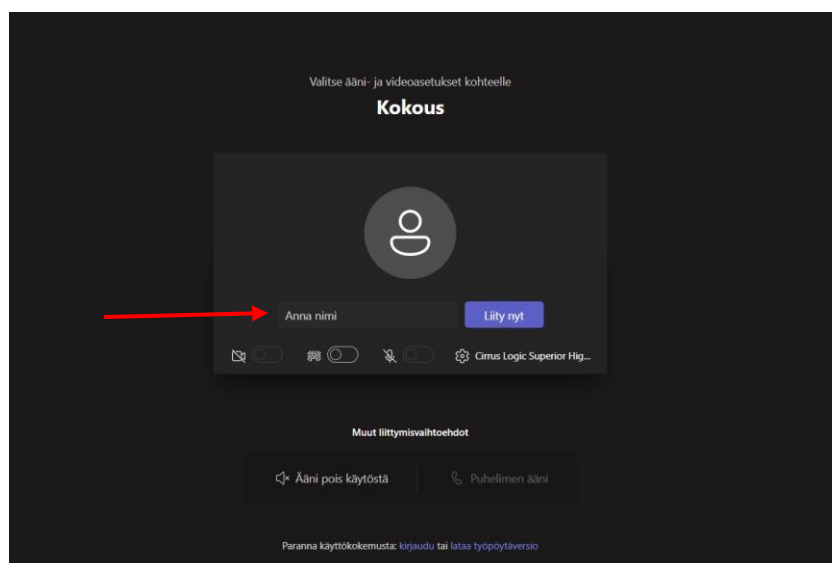 Valitse ääni- ja videoasetukset kohteelle
Kokous
Anna nimi
Liity nyt
Cirrus Logic Superior Hig...
Muut liittymisvaihtoehdot
Ääni pois käytöstä
Puhelimen ääni
Paranna käyttökokemusta: kirjaudu tai lataa työpöytäversio